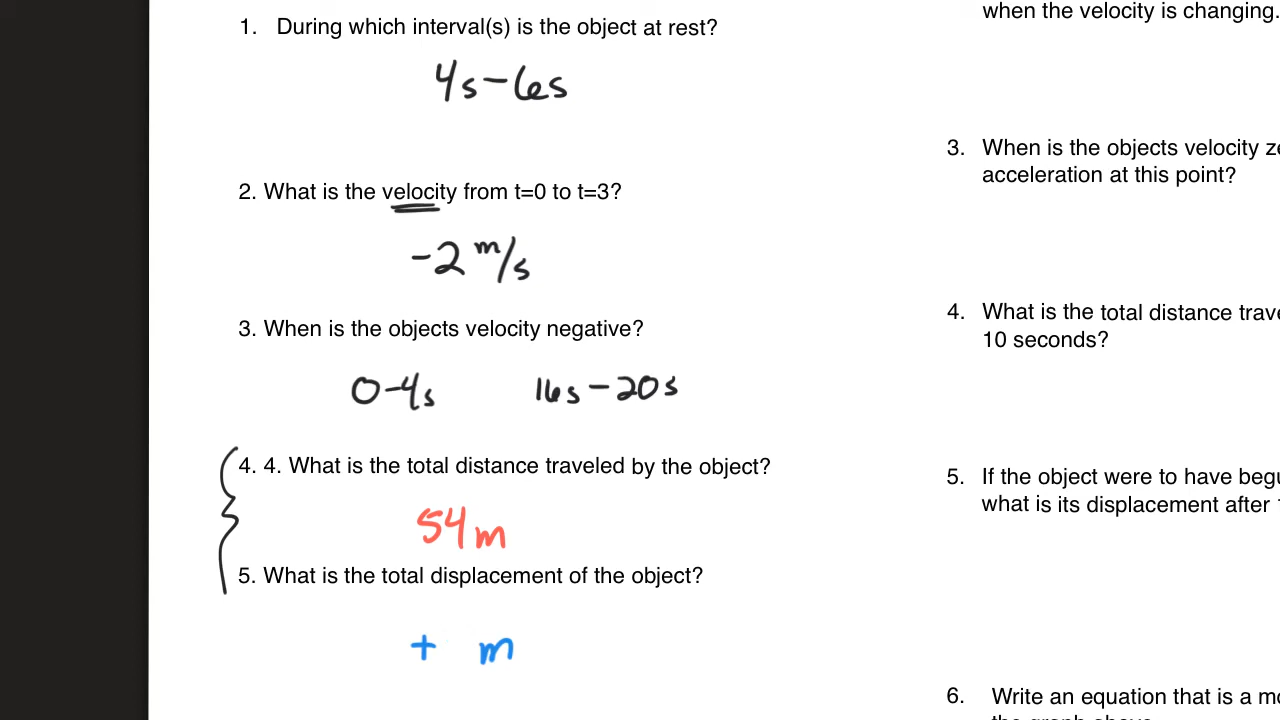 1. During which interval(s) is the object at rest?
4s-6s
2. What is the velocity from t=0 to t=3?
-2 m/s
3. When is the objects velocity negative?
0-4s 16s-20s
4. 4. What is the total distance traveled by the object?
54m
5. What is the total displacement of the object?
+ m
when the velocity is changing.
3. When is the objects velocity
acceleration at this point?
4. What is the total distance
10 seconds?
5. If the object were to have
what is its displacement after
6. Write an equation that is a